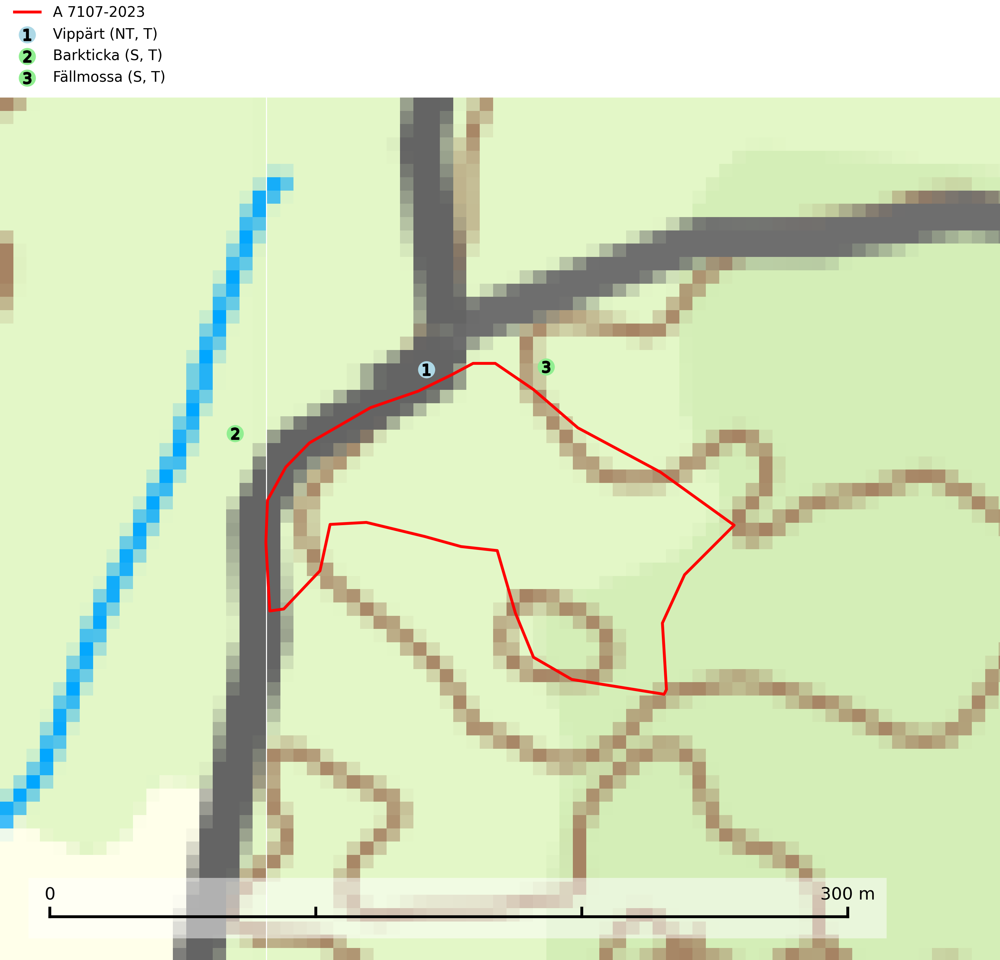 A 7107-2023
1 Vippärt (NT, T)
2 Barkticka (S, T)
3 Fällmossa (S, T)
1
3
2
0 300 m